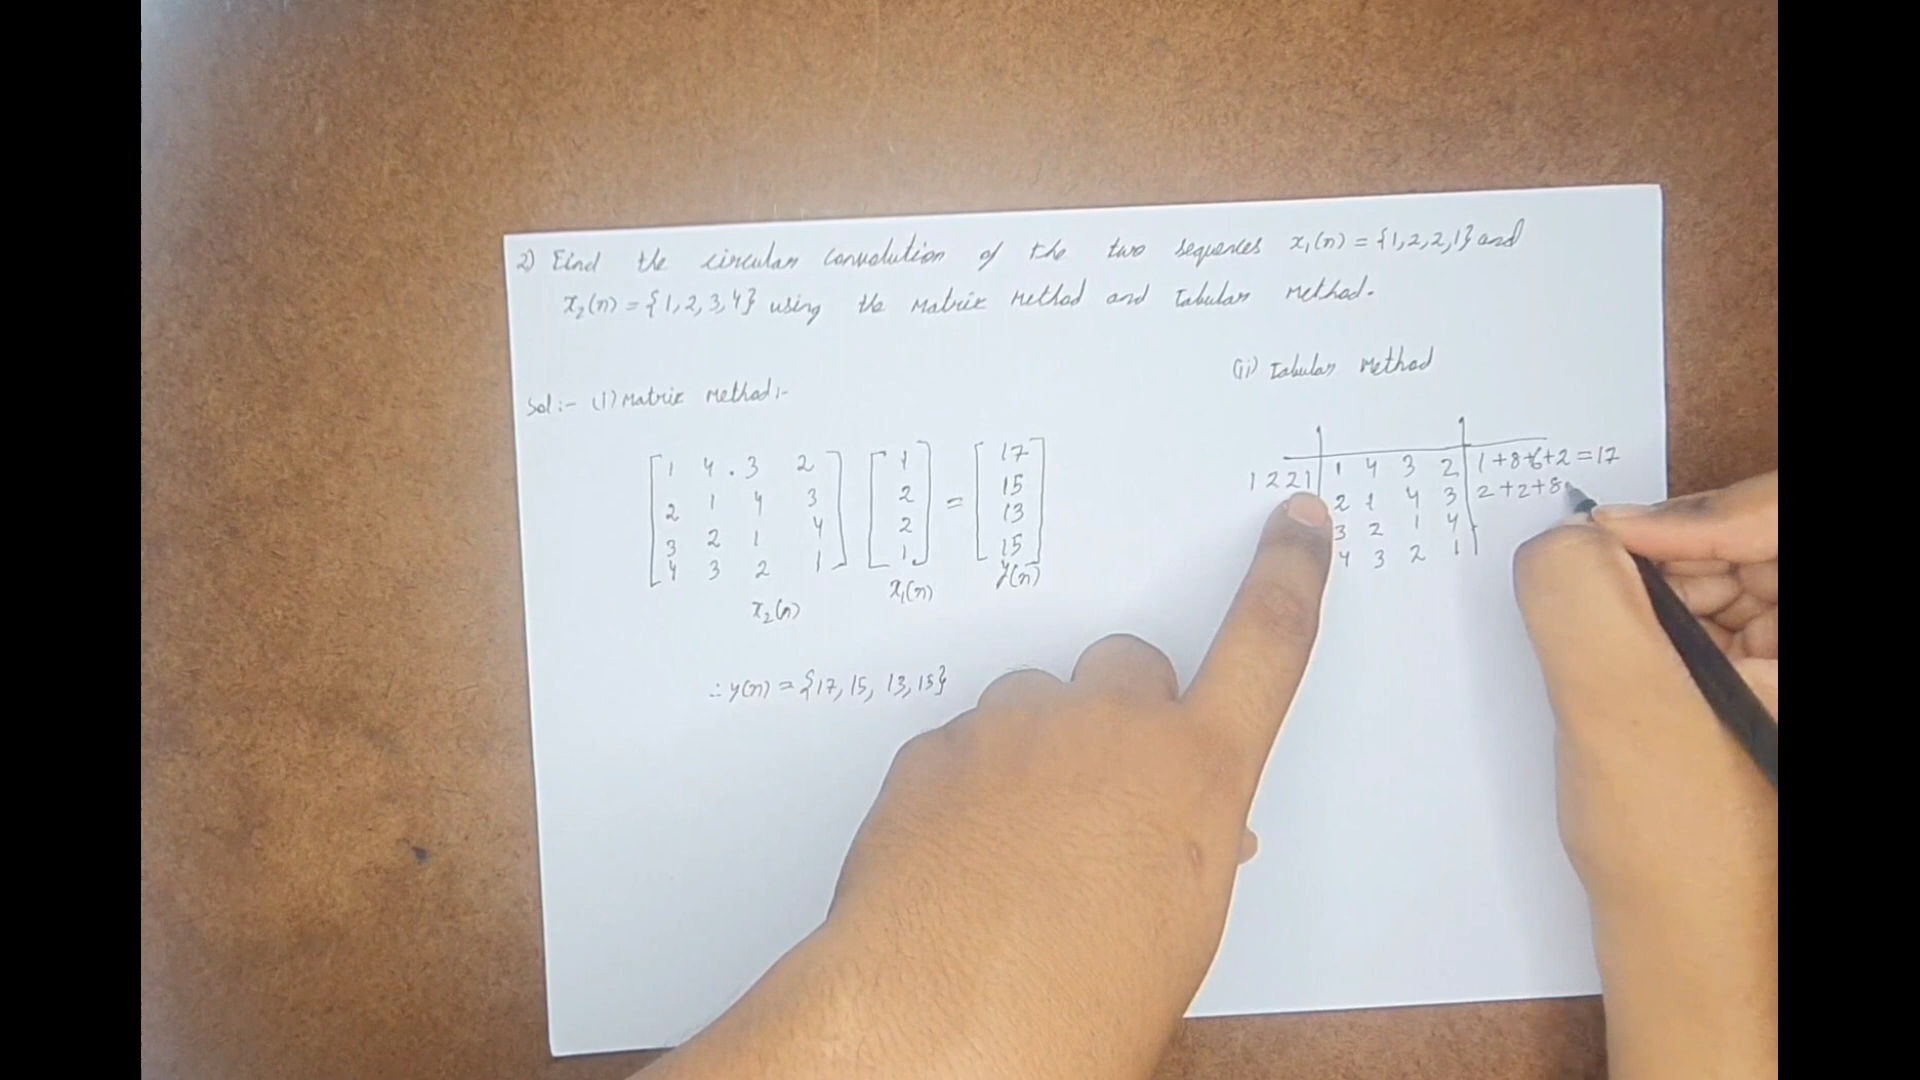 2) Find the circular convolution of the two sequences x₁(n) = {1,2,2,1} and
x₂(n) = {1,2,3,4} using the Matrix Method and Tabular Method.
Sol:- (1) Matrix Method:-
[1 4 . 3 2] [1] = [17]
[2 1 4 3] [2] [15]
[3 2 1 4] [2] [13]
[4 3 2 1] [1] [15]
x₂(n) x₁(n) y(n)
∴ y(n) = {17, 15, 13, 15}
(ii) Tabular Method
1 2 2 1 | 1 4 3 2 | 1+8+6+2 = 17
2 1 4 3 | 2+2+8
3 2 1 4
4 3 2 1